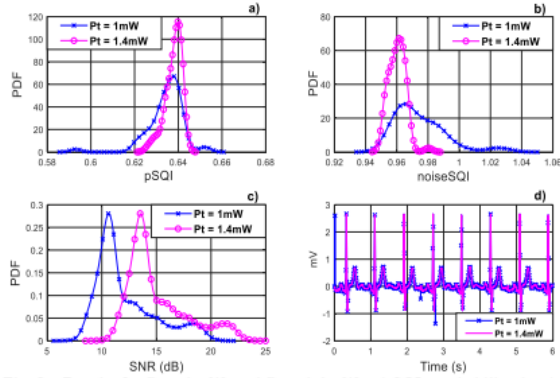 a)
120
100
80
60
40
20
0
PDF
Pt = 1mW
Pt = 1.4mW
0.58 0.6 0.62 0.64 0.66 0.68
pSQI
b)
80
60
40
20
0
PDF
Pt = 1mW
Pt = 1.4mW
0.92 0.94 0.96 0.98 1 1.02 1.04 1.06
noiseSQI
c)
0.3
0.25
0.2
0.15
0.1
0.05
0
PDF
Pt = 1mW
Pt = 1.4mW
5 10 15 20 25
SNR (dB)
d)
3
2
1
0
-1
-2
mV
Pt = 1mW
Pt = 1.4mW
0 1 2 3 4 5 6
Time (s)